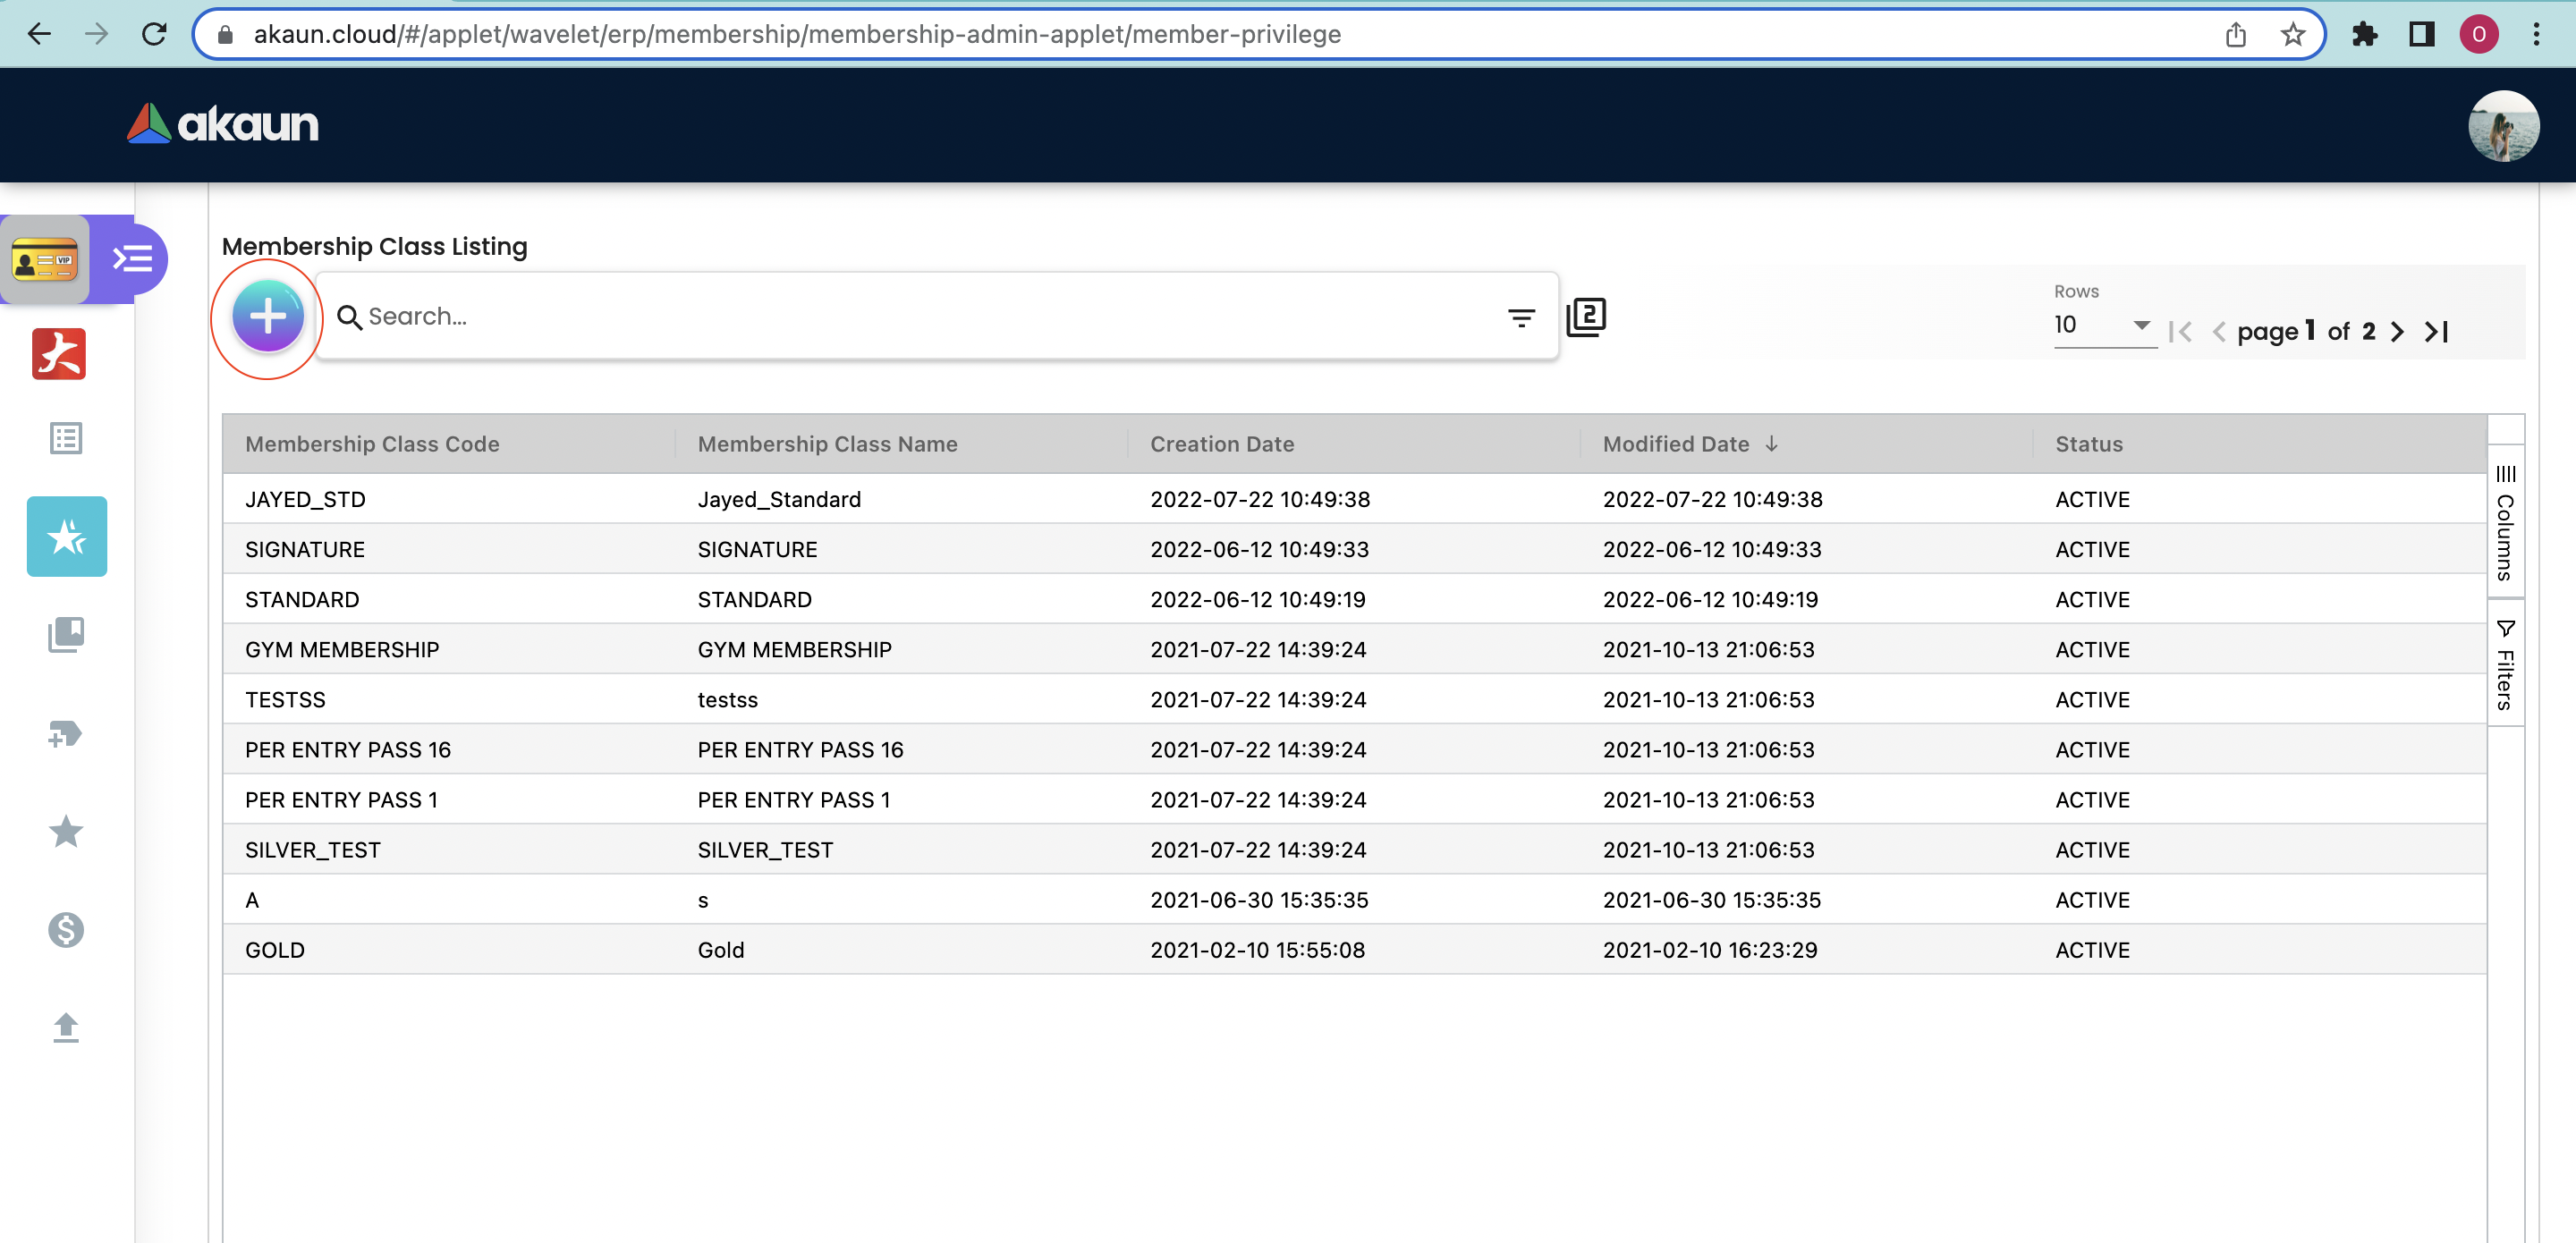 akaun.cloud/#/applet/wavelet/erp/membership/membership-admin-applet/member-privilege
O
akaun
VIP
Membership Class Listing
Search...
2
Rows
10
page 1 of 2
Membership Class Code Membership Class Name Creation Date Modified Date Status
JAYED_STD Jayed_Standard 2022-07-22 10:49:38 2022-07-22 10:49:38 ACTIVE
SIGNATURE SIGNATURE 2022-06-12 10:49:33 2022-06-12 10:49:33 ACTIVE
STANDARD STANDARD 2022-06-12 10:49:19 2022-06-12 10:49:19 ACTIVE
GYM MEMBERSHIP GYM MEMBERSHIP 2021-07-22 14:39:24 2021-10-13 21:06:53 ACTIVE
TESTSS testss 2021-07-22 14:39:24 2021-10-13 21:06:53 ACTIVE
PER ENTRY PASS 16 PER ENTRY PASS 16 2021-07-22 14:39:24 2021-10-13 21:06:53 ACTIVE
PER ENTRY PASS 1 PER ENTRY PASS 1 2021-07-22 14:39:24 2021-10-13 21:06:53 ACTIVE
SILVER_TEST SILVER_TEST 2021-07-22 14:39:24 2021-10-13 21:06:53 ACTIVE
A s 2021-06-30 15:35:35 2021-06-30 15:35:35 ACTIVE
GOLD Gold 2021-02-10 15:55:08 2021-02-10 16:23:29 ACTIVE
Columns
Filters